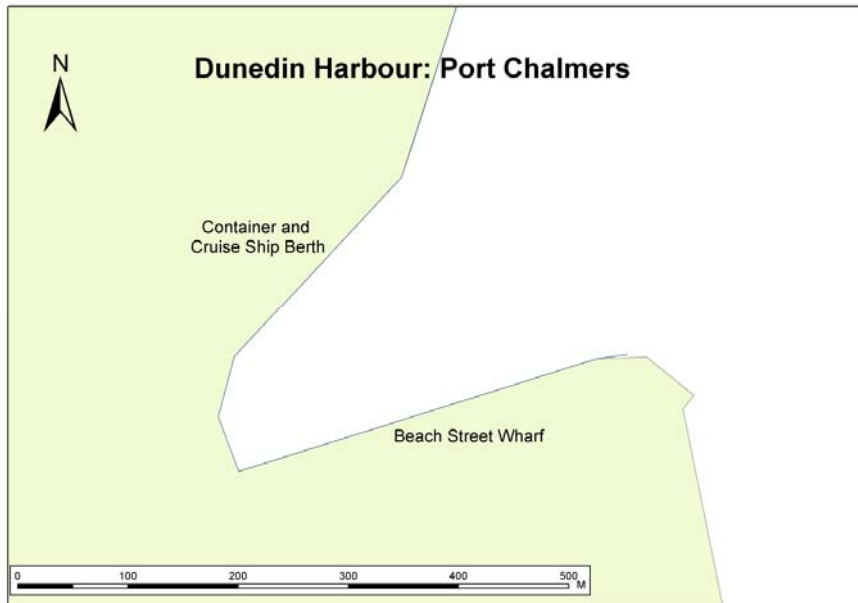 Dunedin Harbour: Port Chalmers
N
Container and
Cruise Ship Berth
Beach Street Wharf
0 100 200 300 400 500
M